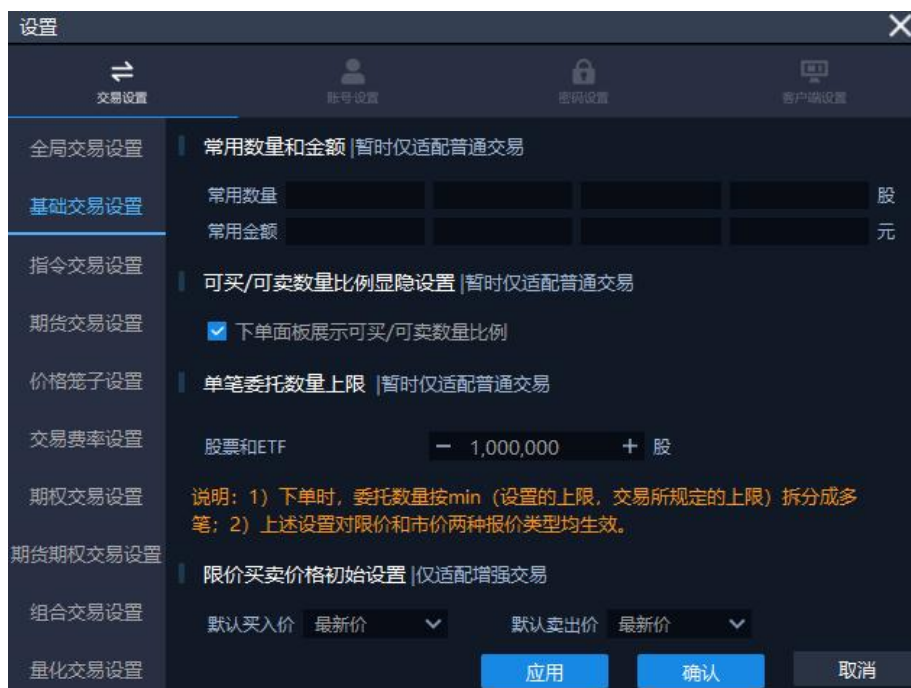 设置
交易设置
账号设置
密码设置
客户端设置
全局交易设置
基础交易设置
指令交易设置
期货交易设置
价格笼子设置
交易费率设置
期权交易设置
期货期权交易设置
组合交易设置
量化交易设置
常用数量和金额 |暂时仅适配普通交易
常用数量 股
常用金额 元
可买/可卖数量比例显隐设置 |暂时仅适配普通交易
下单面板展示可买/可卖数量比例
单笔委托数量上限 |暂时仅适配普通交易
股票和ETF － 1,000,000 + 股
说明：1）下单时，委托数量按min（设置的上限，交易所规定的上限）拆分成多
笔；2）上述设置对限价和市价两种报价类型均生效。
限价买卖价格初始设置 |仅适配增强交易
默认买入价 最新价 默认卖出价 最新价
应用 确认 取消